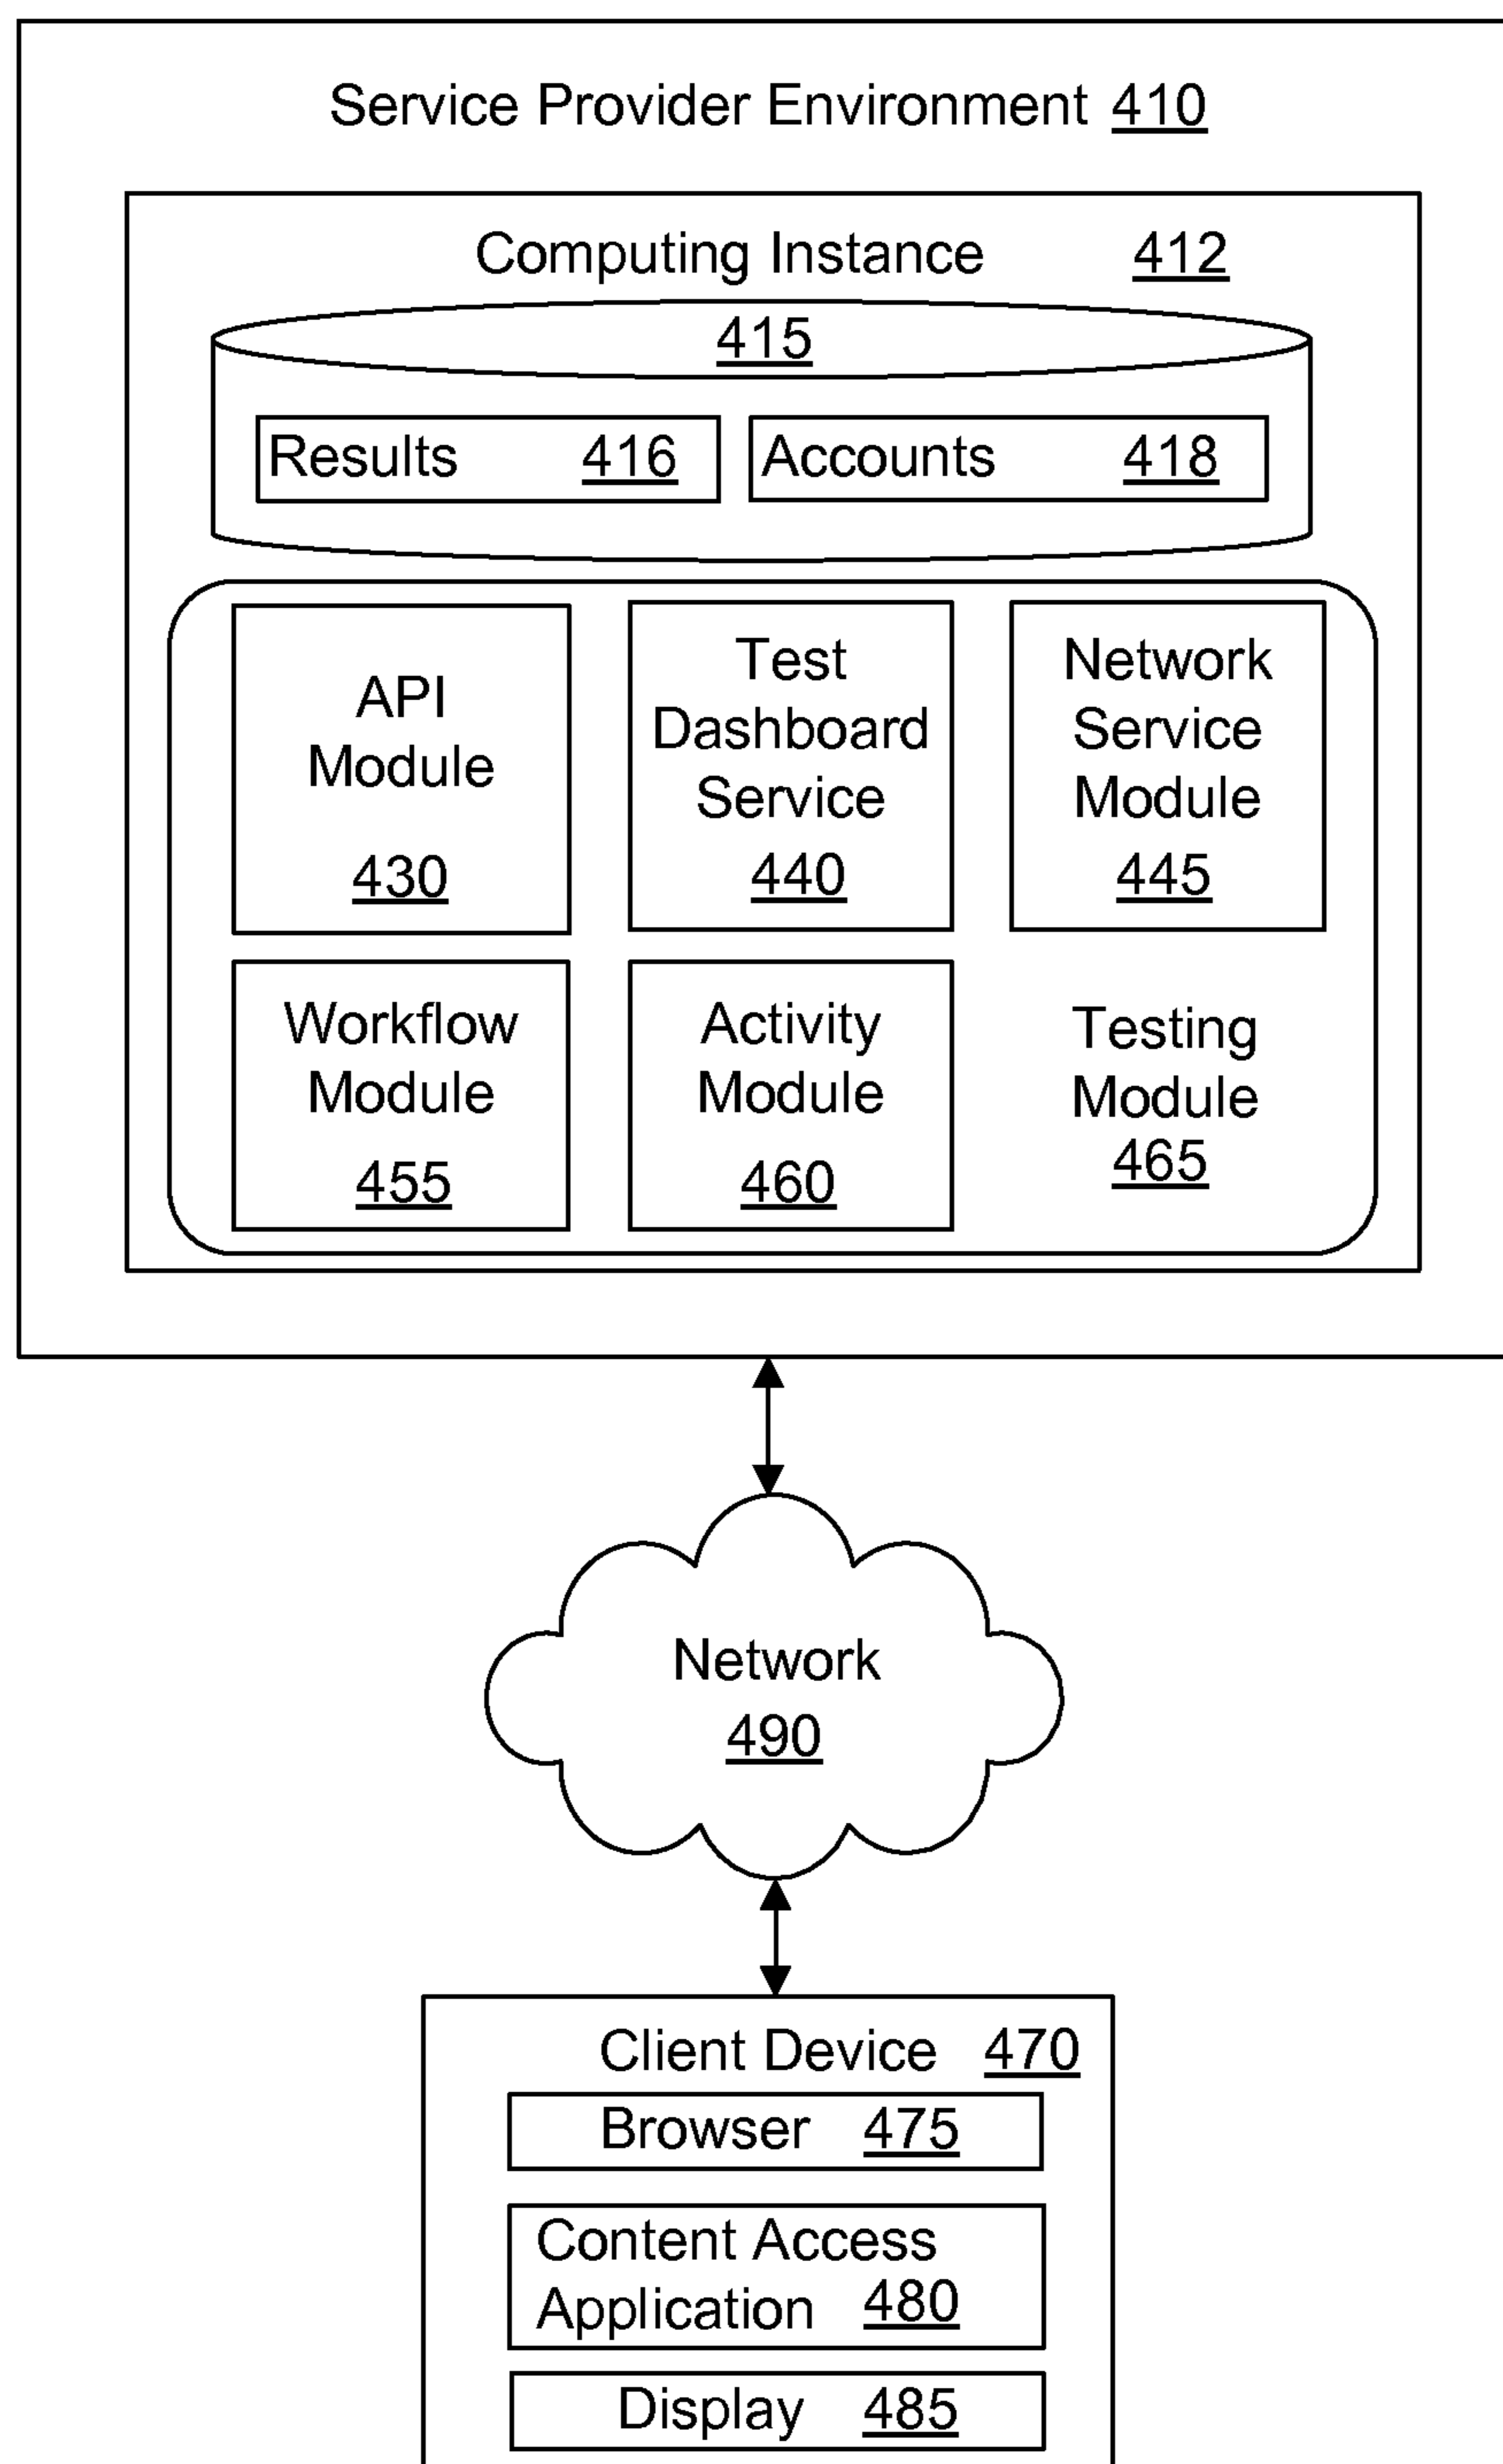 Service Provider Environment 410
Computing Instance 412
415
Results 416 Accounts 418
API
Module
430
Test
Dashboard
Service
440
Network
Service
Module
445
Workflow
Module
455
Activity
Module
460
Testing
Module
465
Network
490
Client Device 470
Browser 475
Content Access
Application 480
Display 485